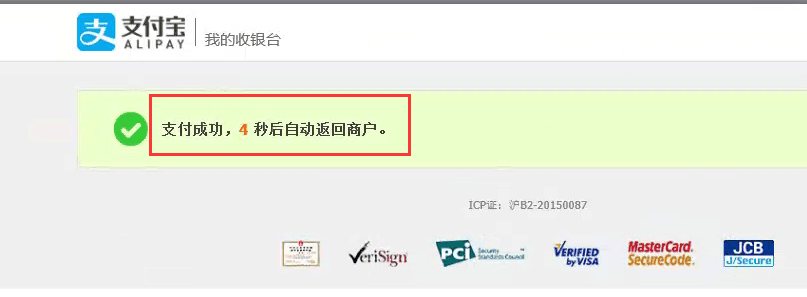 支 支付宝
ALIPAY
我的收银台
支付成功，4 秒后自动返回商户。
ICP证：沪B2-20150087
VeriSign
PCI Security
Standards Council
VERIFIED
by VISA
MasterCard.
SecureCode.
JCB
J/Secure